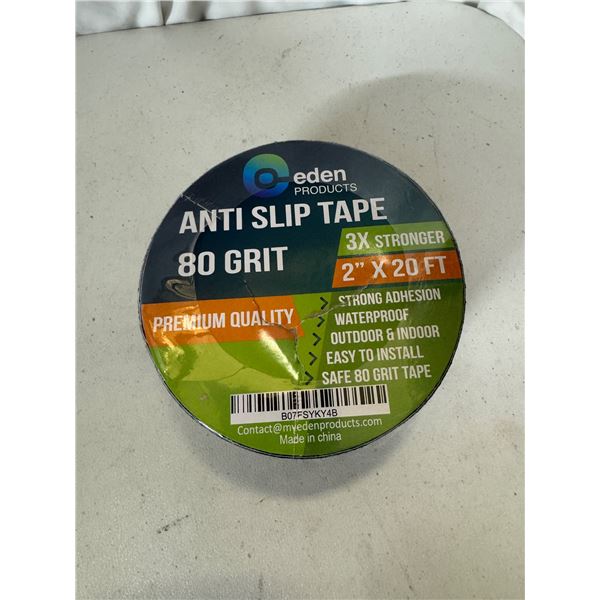 eden
PRODUCTS
ANTI SLIP TAPE
80 GRIT
3X STRONGER
2" X 20 FT
PREMIUM QUALITY
STRONG ADHESION
WATERPROOF
OUTDOOR & INDOOR
EASY TO INSTALL
SAFE 80 GRIT TAPE
B07FSYKY4B
Contact@myedenproducts.com
Made in china